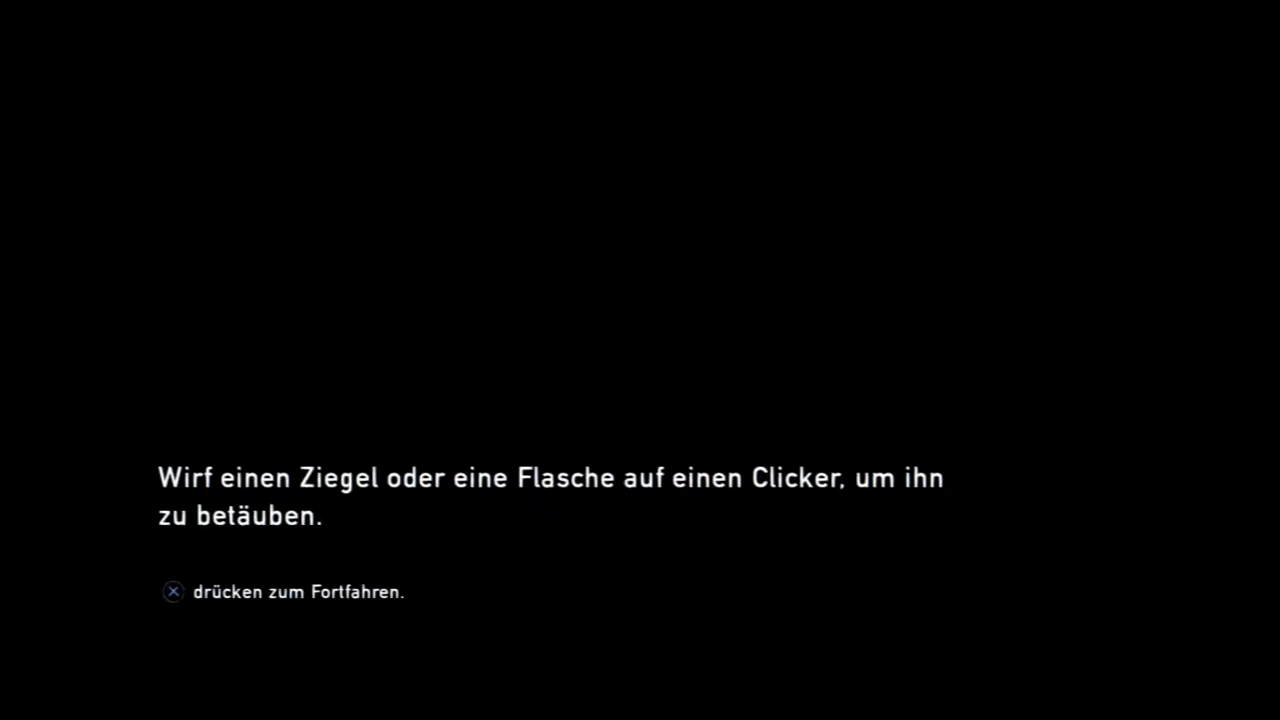 Wirf einen Ziegel oder eine Flasche auf einen Clicker, um ihn
zu betäuben.
drücken zum Fortfahren.